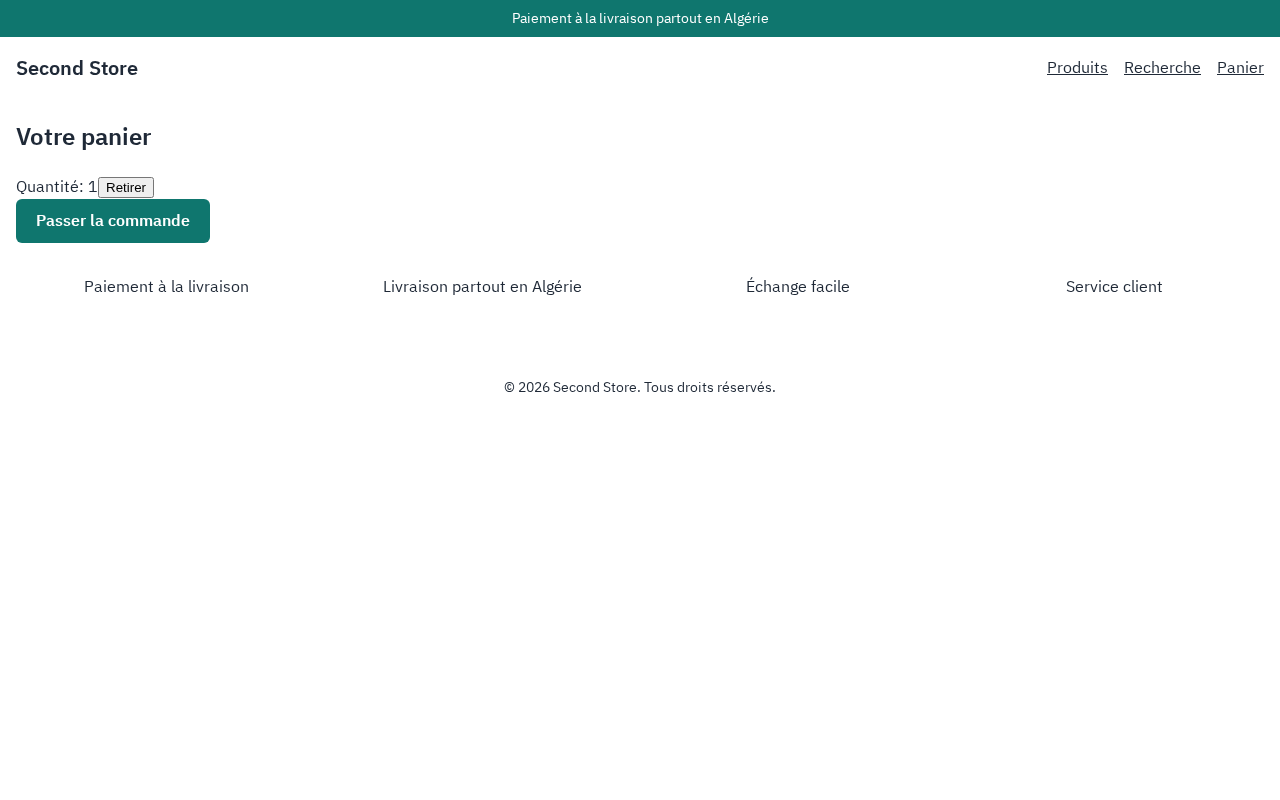 Paiement à la livraison partout en Algérie
Second Store
Produits Recherche Panier
Votre panier
Quantité: 1 Retirer
Passer la commande
Paiement à la livraison Livraison partout en Algérie Échange facile Service client
© 2026 Second Store. Tous droits réservés.